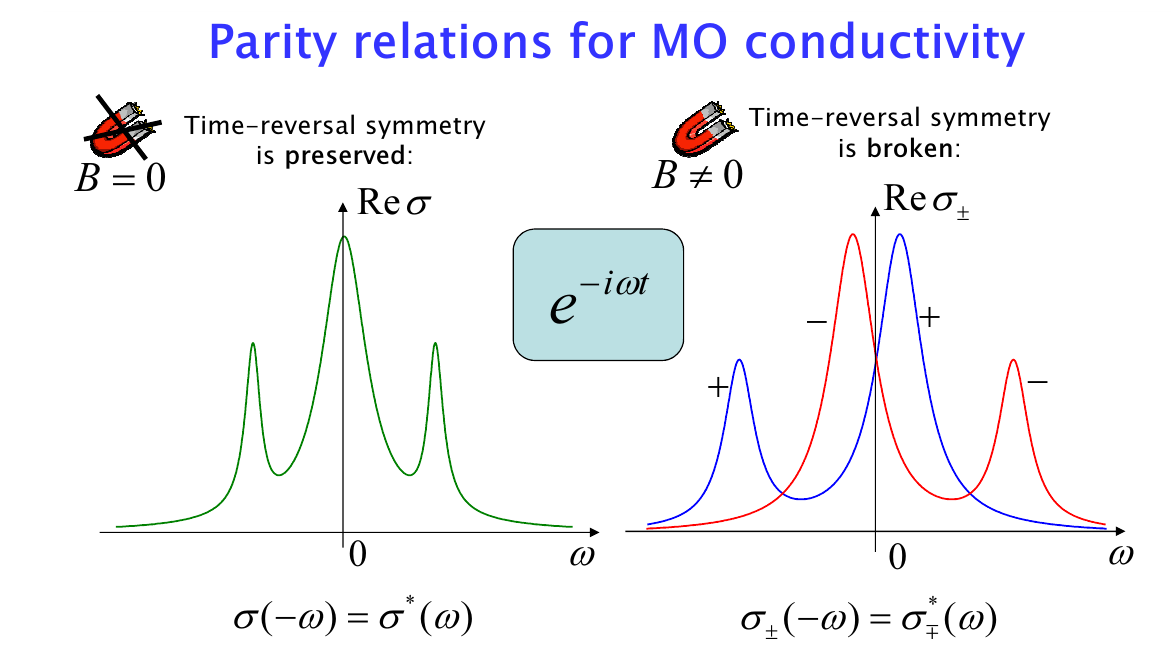 Parity relations for MO conductivity
Time-reversal symmetry
is preserved:
B = 0
Re σ
0
ω
σ(−ω) = σ*(ω)
e^{−iωt}
Time-reversal symmetry
is broken:
B ≠ 0
Re σ±
−
+
+
−
0
ω
σ±(−ω) = σ∓*(ω)